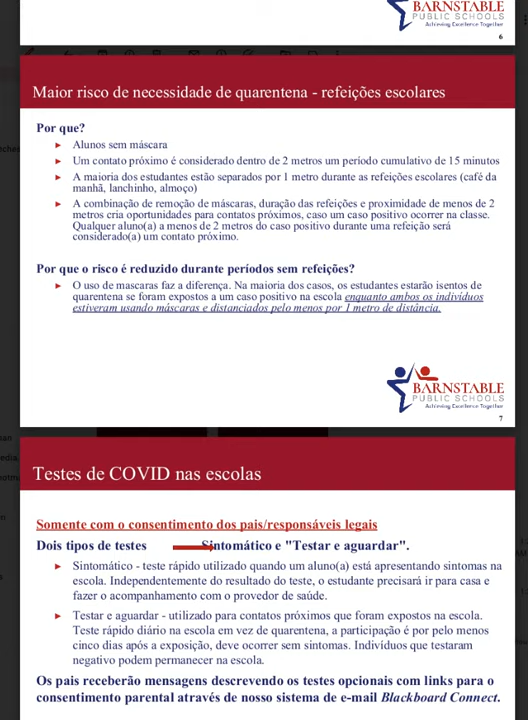 BARNSTABLE
PUBLIC SCHOOLS
Achieving Excellence Together
6
Maior risco de necessidade de quarentena - refeições escolares
Por que?
Alunos sem máscara
Um contato próximo é considerado dentro de 2 metros um período cumulativo de 15 minutos
A maioria dos estudantes estão separados por 1 metro durante as refeições escolares (café da
manhã, lanchinho, almoço)
A combinação de remoção de máscaras, duração das refeições e proximidade de menos de 2
metros cria oportunidades para contatos próximos, caso um caso positivo ocorrer na classe.
Qualquer aluno(a) a menos de 2 metros do caso positivo durante uma refeição será
considerado(a) um contato próximo.
Por que o risco é reduzido durante períodos sem refeições?
O uso de mascaras faz a diferença. Na maioria dos casos, os estudantes estarão isentos de
quarentena se foram expostos a um caso positivo na escola enquanto ambos os indivíduos
estiveram usando máscaras e distanciados pelo menos por 1 metro de distância.
BARNSTABLE
PUBLIC SCHOOLS
Achieving Excellence Together
7
Testes de COVID nas escolas
Somente com o consentimento dos pais/responsáveis legais
Dois tipos de testes Sintomático e "Testar e aguardar".
Sintomático - teste rápido utilizado quando um aluno(a) está apresentando sintomas na
escola. Independentemente do resultado do teste, o estudante precisará ir para casa e
fazer o acompanhamento com o provedor de saúde.
Testar e aguardar - utilizado para contatos próximos que foram expostos na escola.
Teste rápido diário na escola em vez de quarentena, a participação é por pelo menos
cinco dias após a exposição, deve ocorrer sem sintomas. Indivíduos que testaram
negativo podem permanecer na escola.
Os pais receberão mensagens descrevendo os testes opcionais com links para o
consentimento parental através de nosso sistema de e-mail Blackboard Connect.